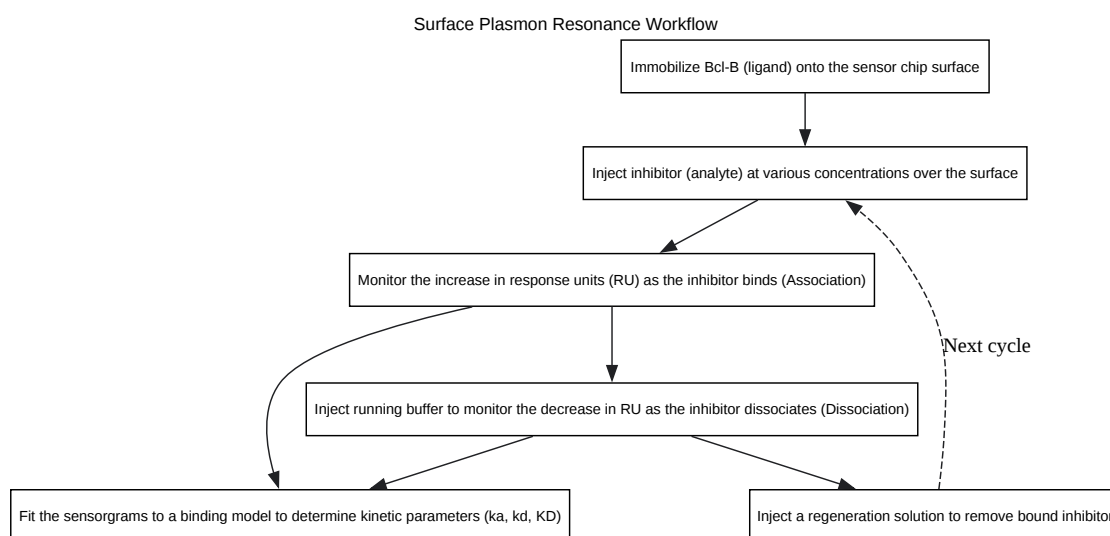 Surface Plasmon Resonance Workflow
Immobilize Bcl-B (ligand) onto the sensor chip surface
Inject inhibitor (analyte) at various concentrations over the surface
Monitor the increase in response units (RU) as the inhibitor binds (Association)
Next cycle
Inject running buffer to monitor the decrease in RU as the inhibitor dissociates (Dissociation)
Fit the sensorgrams to a binding model to determine kinetic parameters (ka, kd, KD)
Inject a regeneration solution to remove bound inhibitor